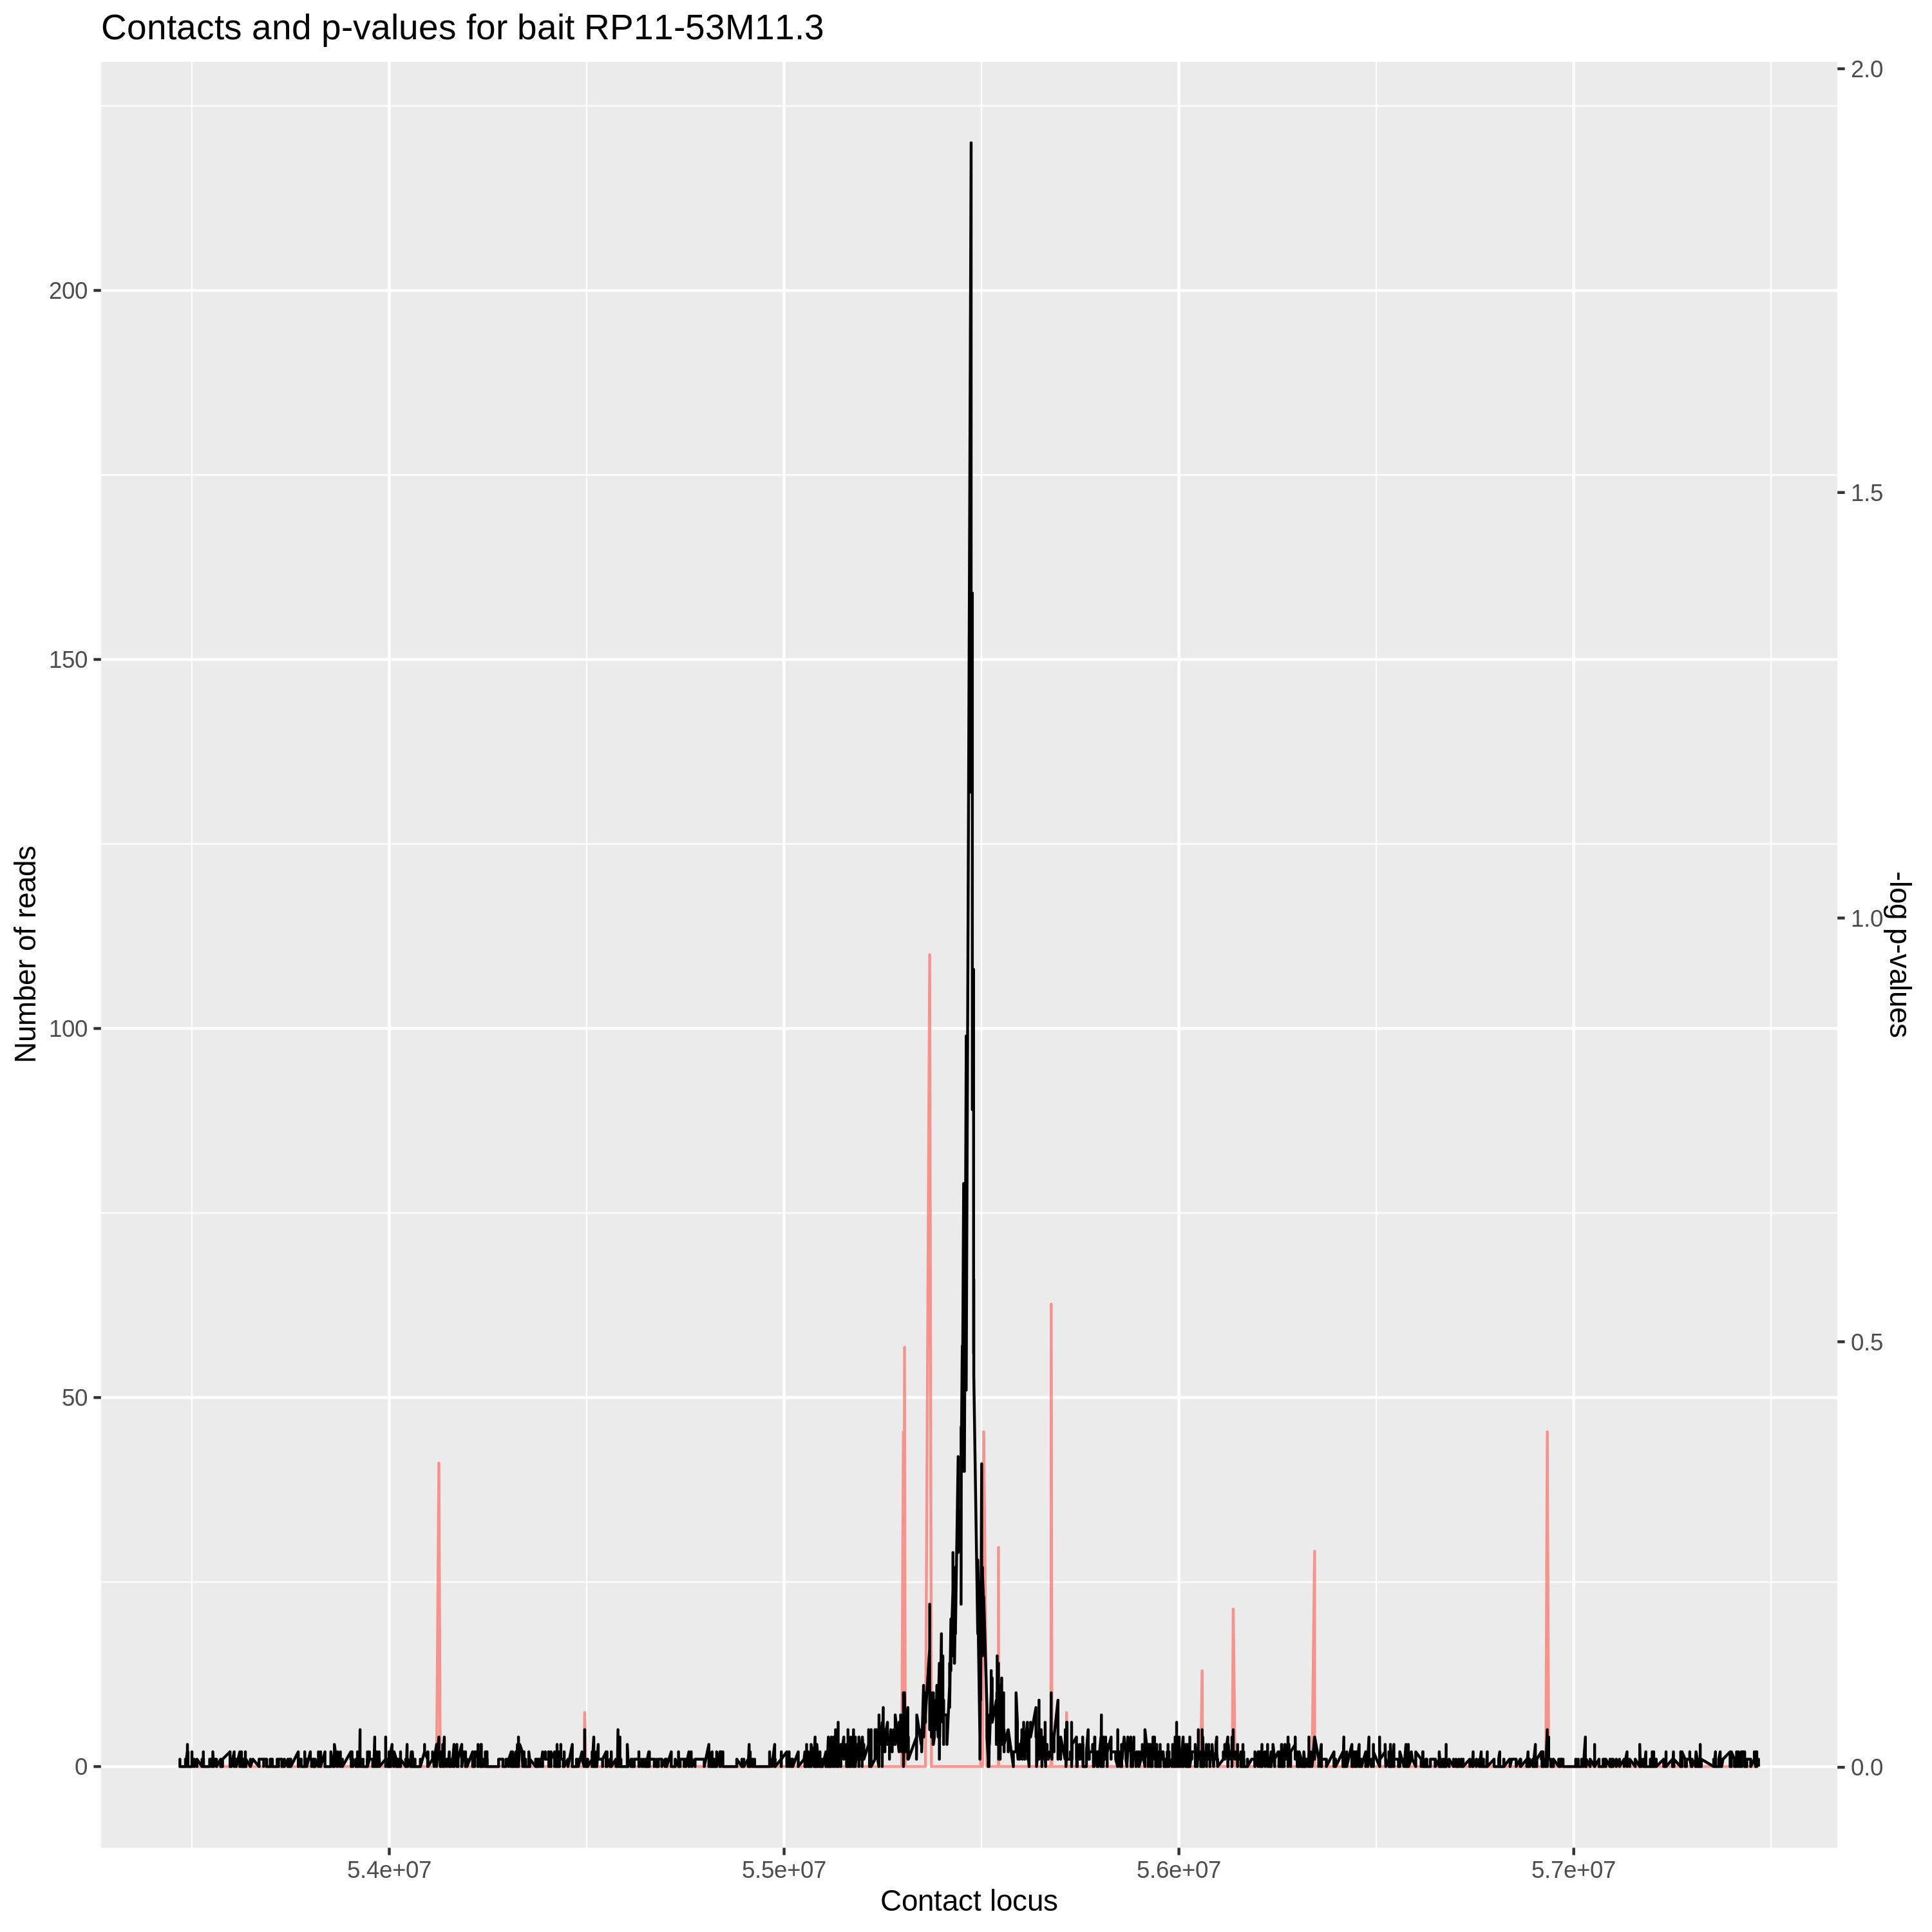 Contacts and p-values for bait RP11-53M11.3
Number of reads
200
150
100
50
0
2.0
1.5
1.0
0.5
0.0
-log p-values
5.4e+07
5.5e+07
5.6e+07
5.7e+07
Contact locus